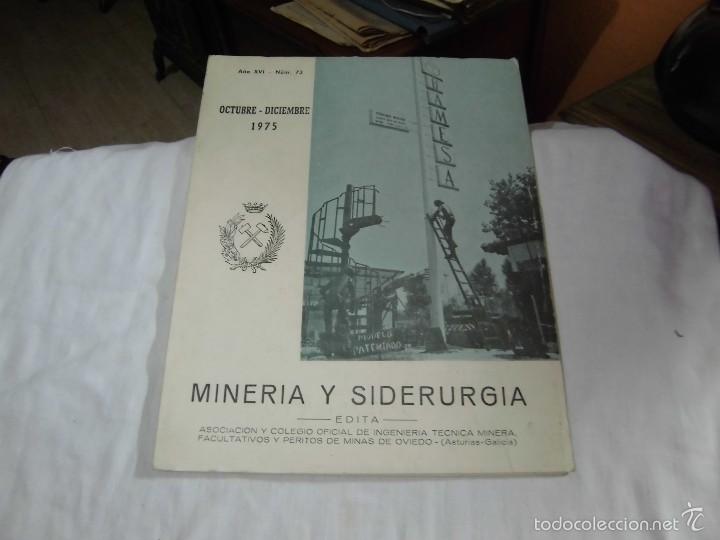 Año XVI - Núm. 73
OCTUBRE - DICIEMBRE
1975
MODELO
PATENTADO
MINERIA Y SIDERURGIA
EDITA
ASOCIACION Y COLEGIO OFICIAL DE INGENIERIA TECNICA MINERA,
FACULTATIVOS Y PERITOS DE MINAS DE OVIEDO - (Asturias-Galicia)
todocoleccion.net